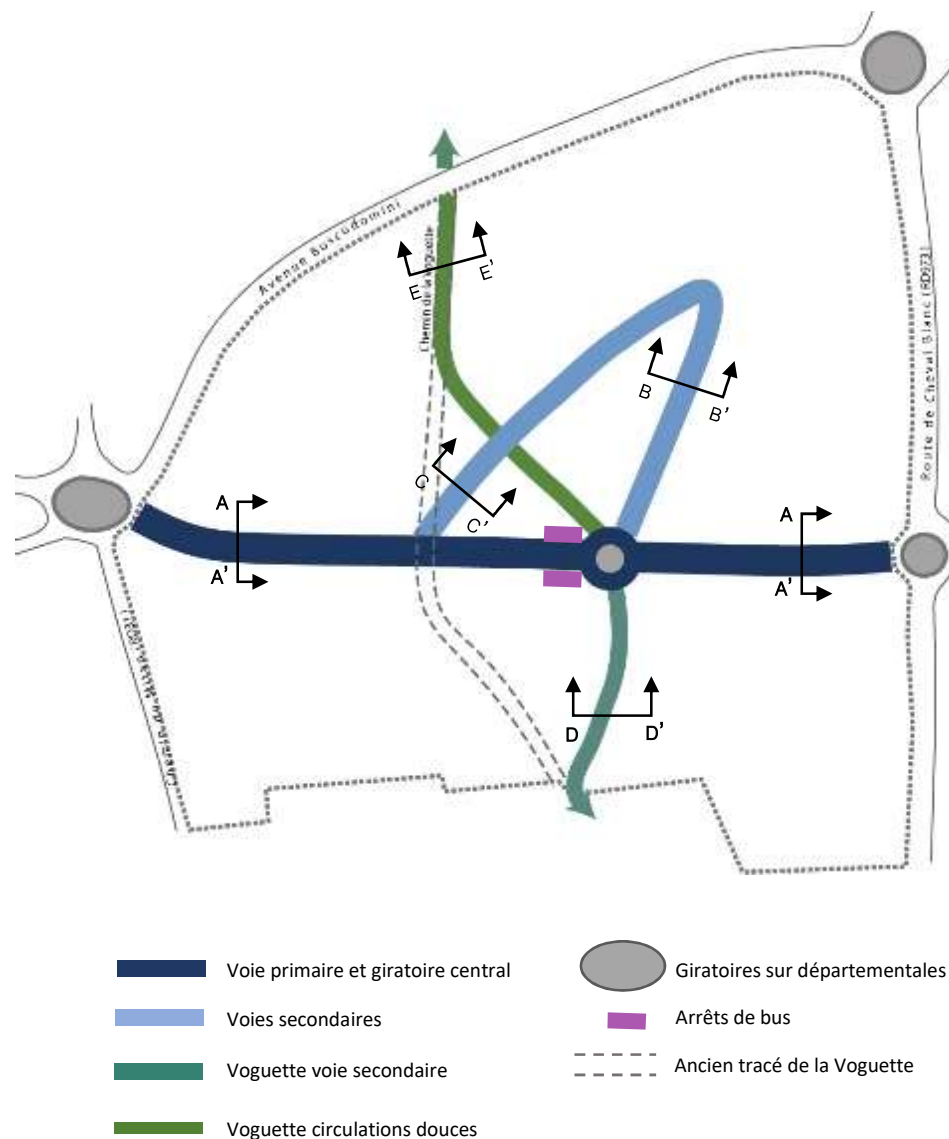 Avenue Buscodomini
Chemin de la Voguette
E
E'
Route de Cheval Blanc (RD973)
B
B'
C
C'
A
A'
A
A'
D
D'
Voie primaire et giratoire central
Voies secondaires
Voguette voie secondaire
Voguette circulations douces
Giratoires sur départementales
Arrêts de bus
Ancien tracé de la Voguette